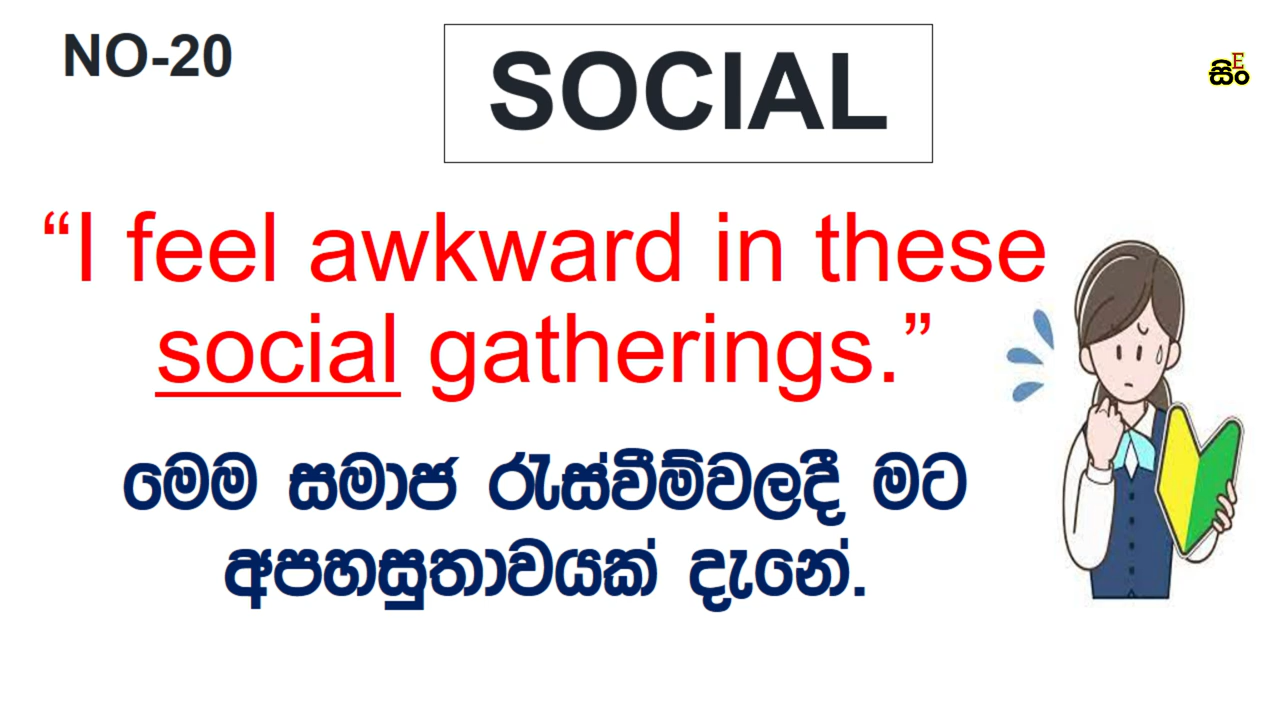 NO-20
SOCIAL
සිං
E
“I feel awkward in these
social gatherings.”
මෙම සමාජ රැස්වීම්වලදී මට
අපහසුතාවයක් දැනේ.